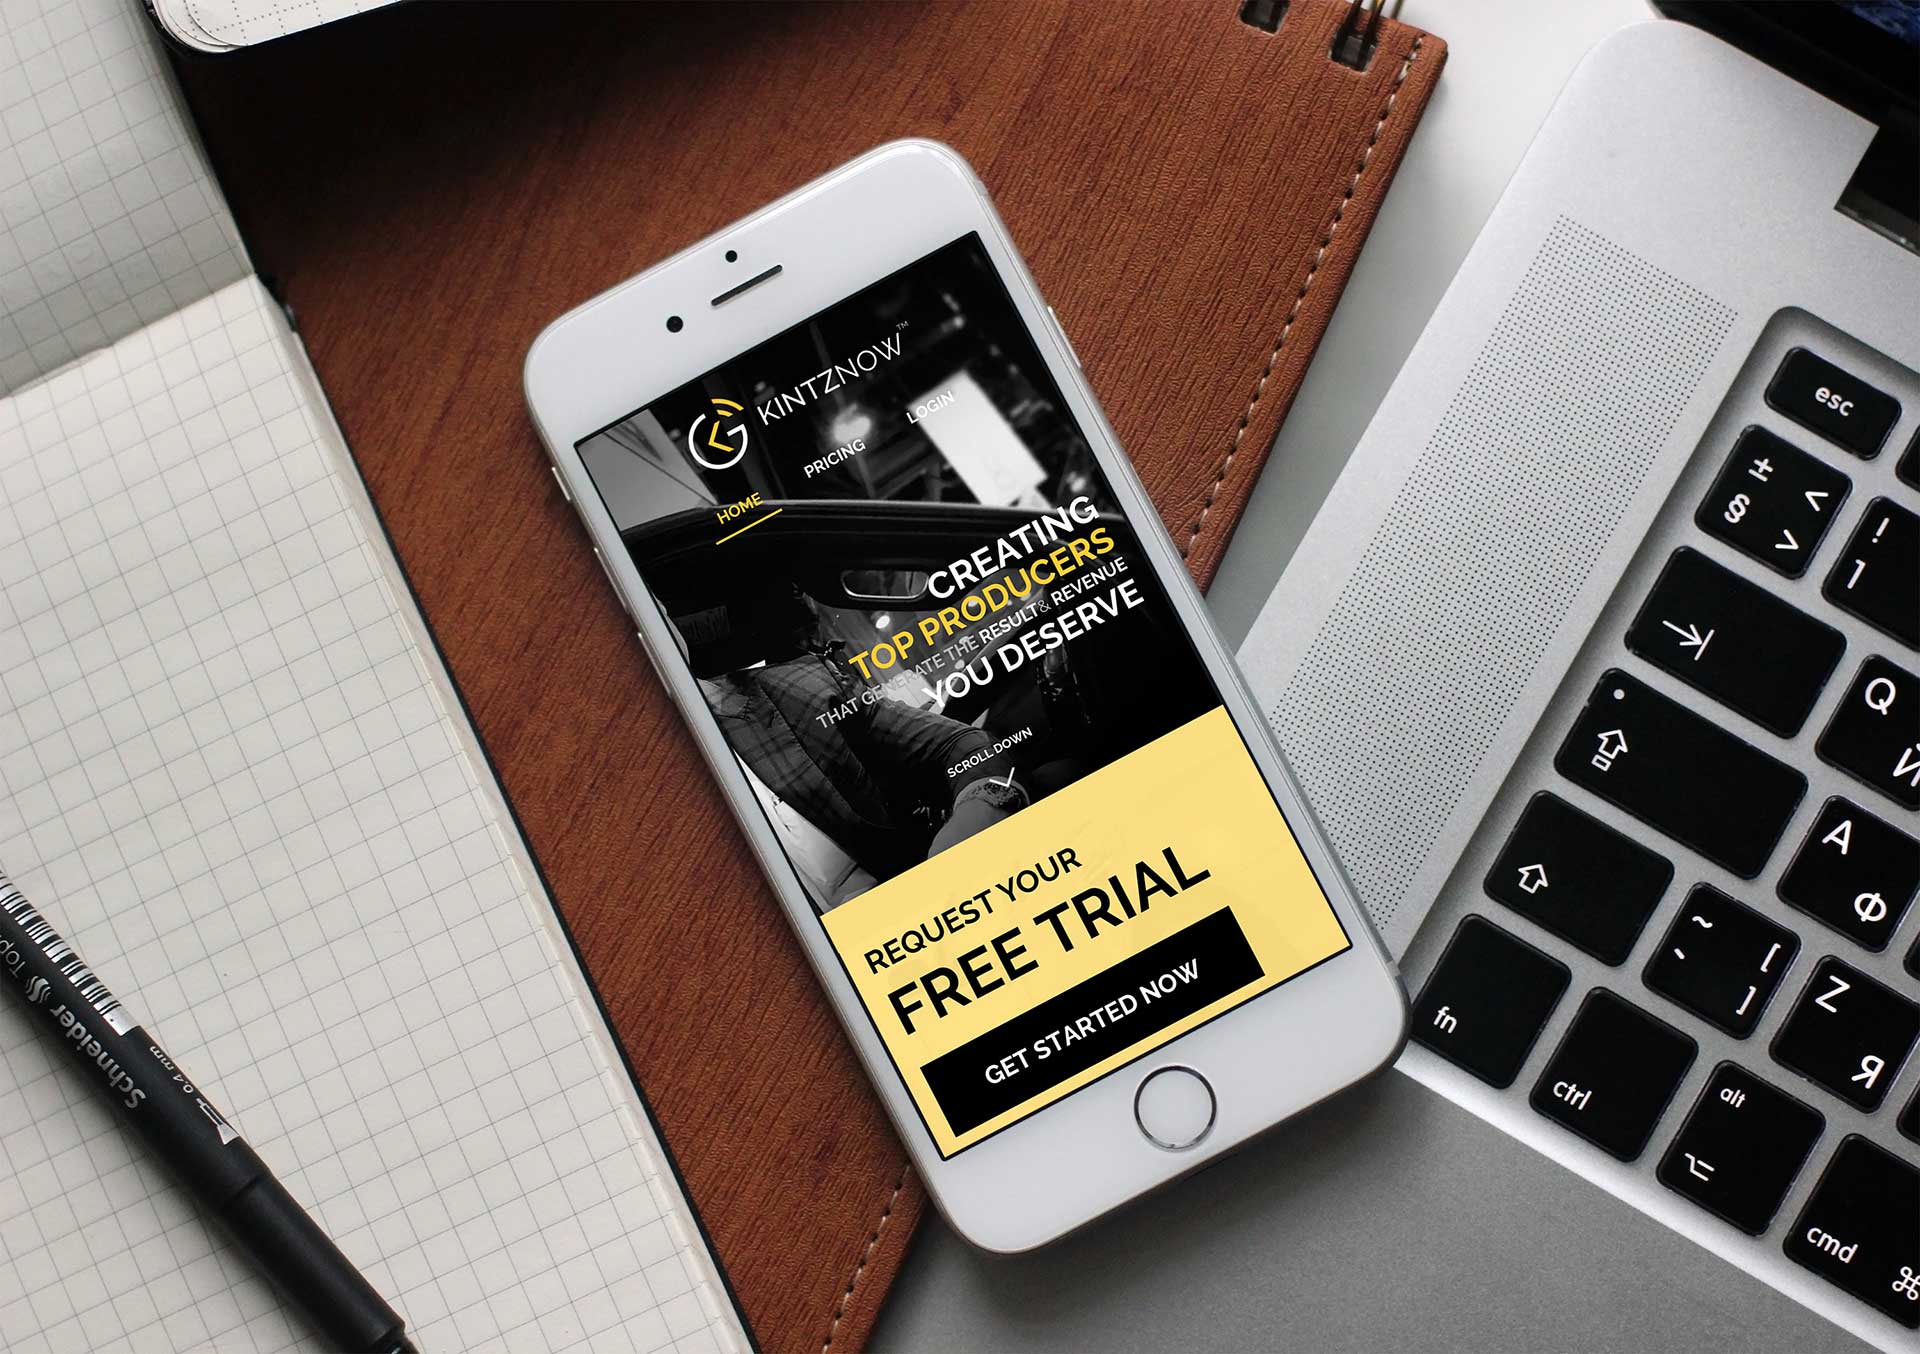 KINTZNOW™
HOME
PRICING
LOGIN
CREATING
TOP PRODUCERS
THAT GENERATE THE RESULT & REVENUE
YOU DESERVE
SCROLL DOWN
REQUEST YOUR
FREE TRIAL
GET STARTED NOW
Schneider
0.4 mm
esc
± §
< >
! 1
Q
A Ф
~ `
[ ]
Z Я
fn
ctrl
alt
cmd ⌘